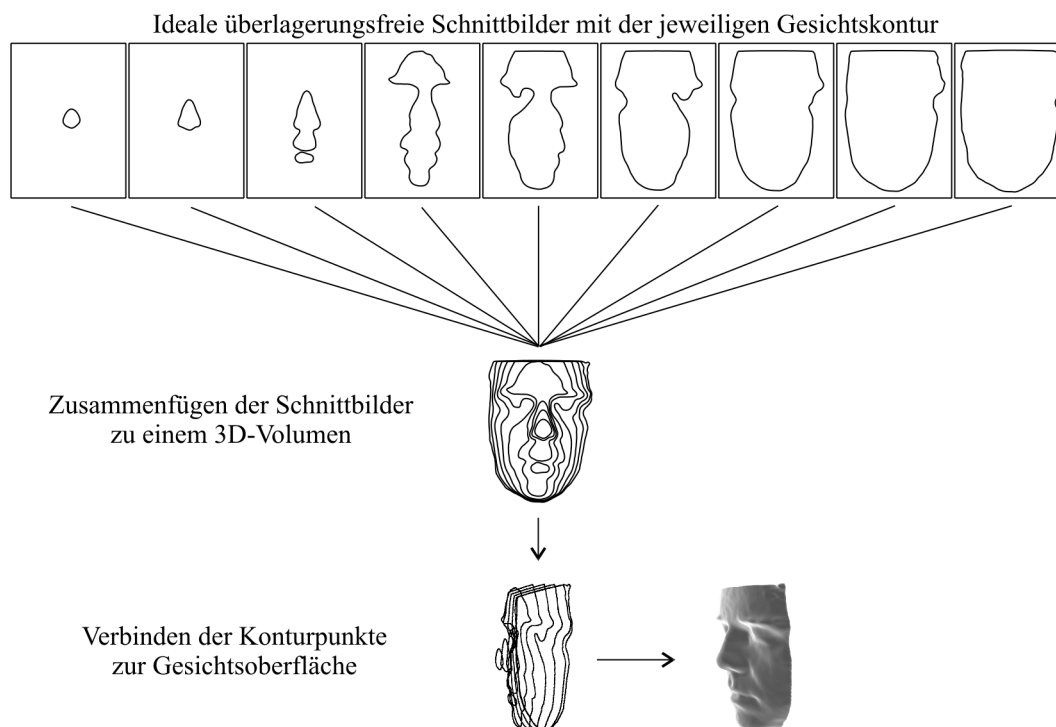 Ideale überlagerungsfreie Schnittbilder mit der jeweiligen Gesichtskontur
Zusammenfügen der Schnittbilder
zu einem 3D-Volumen
Verbinden der Konturpunkte
zur Gesichtsoberfläche